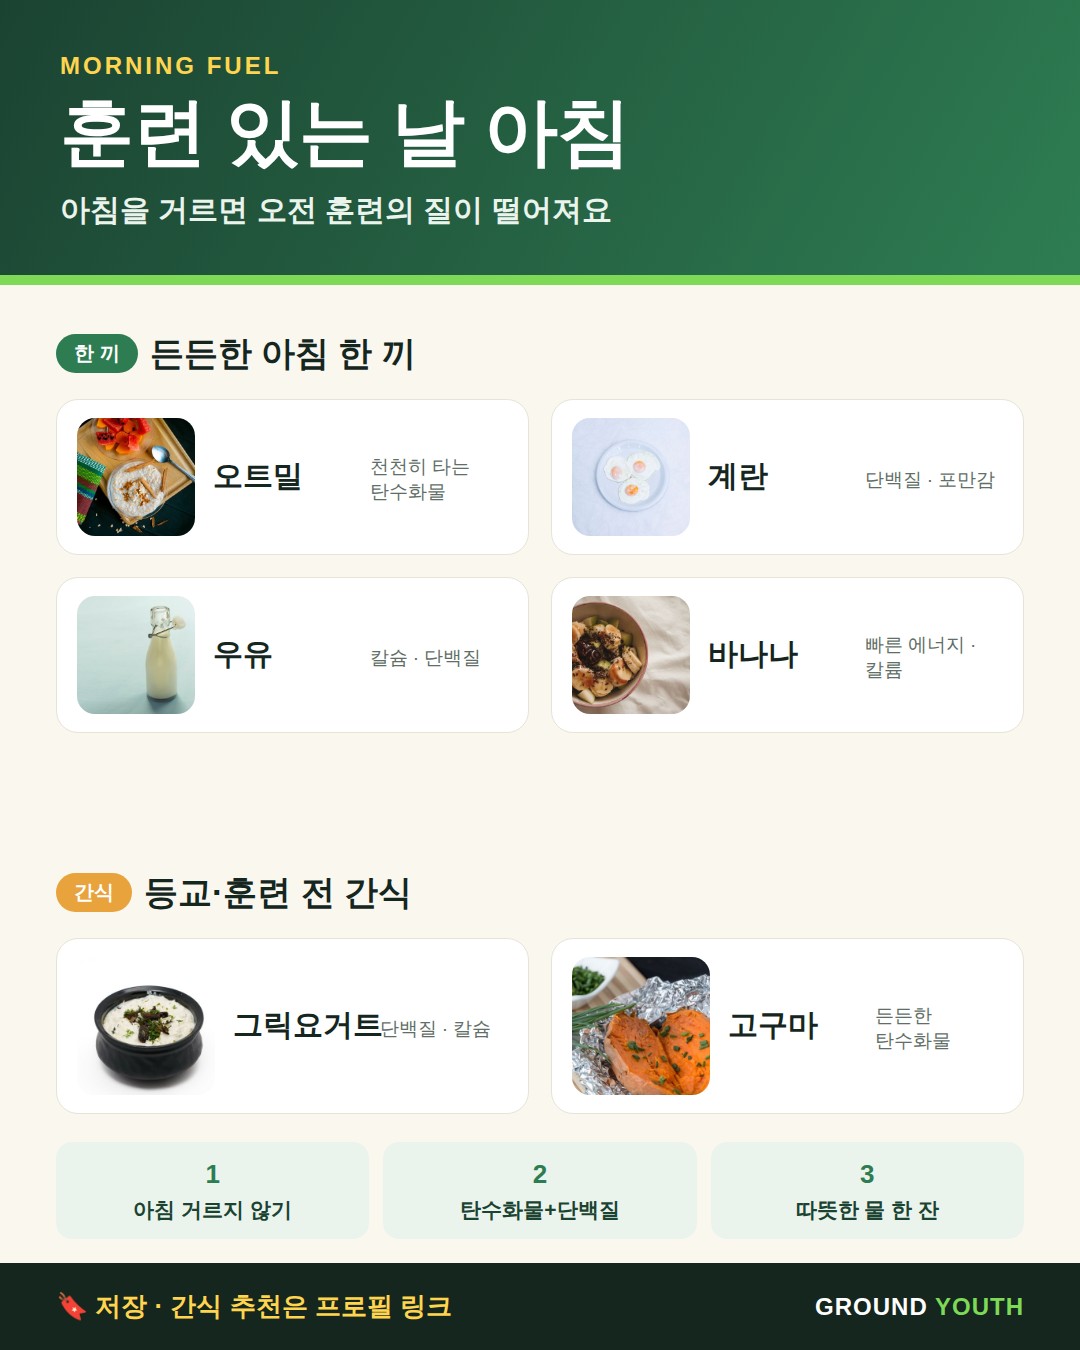 MORNING FUEL
훈련 있는 날 아침
아침을 거르면 오전 훈련의 질이 떨어져요
한 끼 든든한 아침 한 끼
오트밀
천천히 타는
탄수화물
계란
단백질 · 포만감
우유
칼슘 · 단백질
바나나
빠른 에너지 ·
칼륨
간식 등교·훈련 전 간식
그릭요거트
단백질 · 칼슘
고구마
든든한
탄수화물
1
아침 거르지 않기
2
탄수화물+단백질
3
따뜻한 물 한 잔
🔖 저장 · 간식 추천은 프로필 링크
GROUND YOUTH